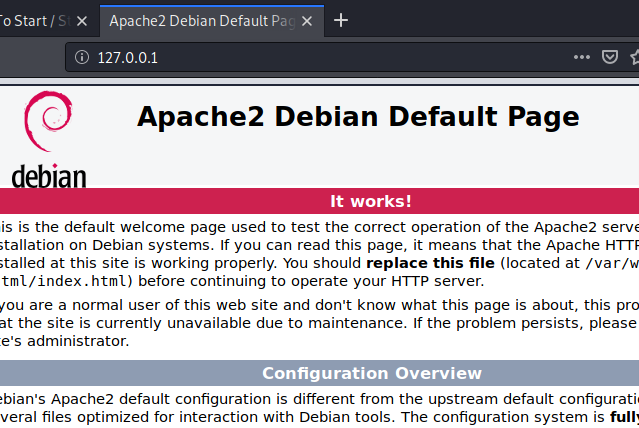 To Start / S
Apache2 Debian Default Pag
127.0.0.1
debian
Apache2 Debian Default Page
It works!
his is the default welcome page used to test the correct operation of the Apache2 serve
stallation on Debian systems. If you can read this page, it means that the Apache HTTP
stalled at this site is working properly. You should replace this file (located at /var/w
tml/index.html) before continuing to operate your HTTP server.
you are a normal user of this web site and don't know what this page is about, this pro
at the site is currently unavailable due to maintenance. If the problem persists, please
te's administrator.
Configuration Overview
ebian's Apache2 default configuration is different from the upstream default configuratio
everal files optimized for interaction with Debian tools. The configuration system is fully